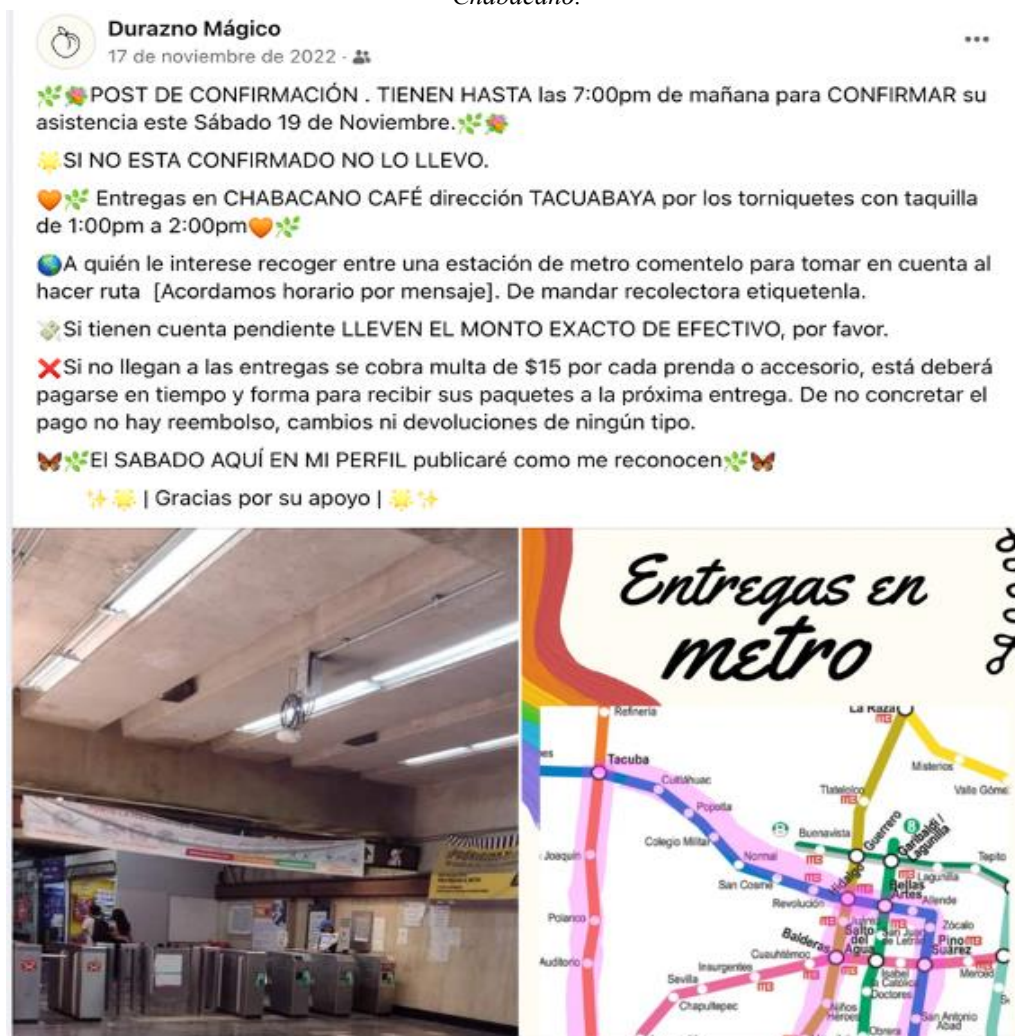 Chabacano.
Durazno Mágico
17 de noviembre de 2022 ·
🌿💐POST DE CONFIRMACIÓN . TIENEN HASTA las 7:00pm de mañana para CONFIRMAR su
asistencia este Sábado 19 de Noviembre.🌿💐
🌟SI NO ESTA CONFIRMADO NO LO LLEVO.
🧡🌿 Entregas en CHABACANO CAFÉ dirección TACUABAYA por los torniquetes con taquilla
de 1:00pm a 2:00pm🧡🌿
🌎A quién le interese recoger entre una estación de metro comentelo para tomar en cuenta al
hacer ruta [Acordamos horario por mensaje]. De mandar recolectora etiquetenla.
💸Si tienen cuenta pendiente LLEVEN EL MONTO EXACTO DE EFECTIVO, por favor.
❌Si no llegan a las entregas se cobra multa de $15 por cada prenda o accesorio, está deberá
pagarse en tiempo y forma para recibir sus paquetes a la próxima entrega. De no concretar el
pago no hay reembolso, cambios ni devoluciones de ningún tipo.
🦋🌿El SABADO AQUÍ EN MI PERFIL publicaré como me reconocen🌿🦋
✨🌟 | Gracias por su apoyo | 🌟✨
Entregas en
metro
Refinería
La Raza
Tacuba
Misterios
Cuitláhuac
Tlatelolco
Valle Góme
Popotla
Colegio Militar
Buenavista
Guerrero
Garibaldi /
Lagunilla
Joaquín
Normal
Tepito
San Cosme
Hidalgo
Lagunilla
Revolución
Bellas
Artes
Allende
Polanco
Juárez
Zócalo
Balderas
Salto
del
Agua
San Juan
de Letrán
Pino
Suárez
Auditorio
Cuauhtémoc
Insurgentes
Isabel
la Católica
Merced
Sevilla
Chapultepec
Doctores
Niños
Héroes
San Antonio
Abad
Obrera